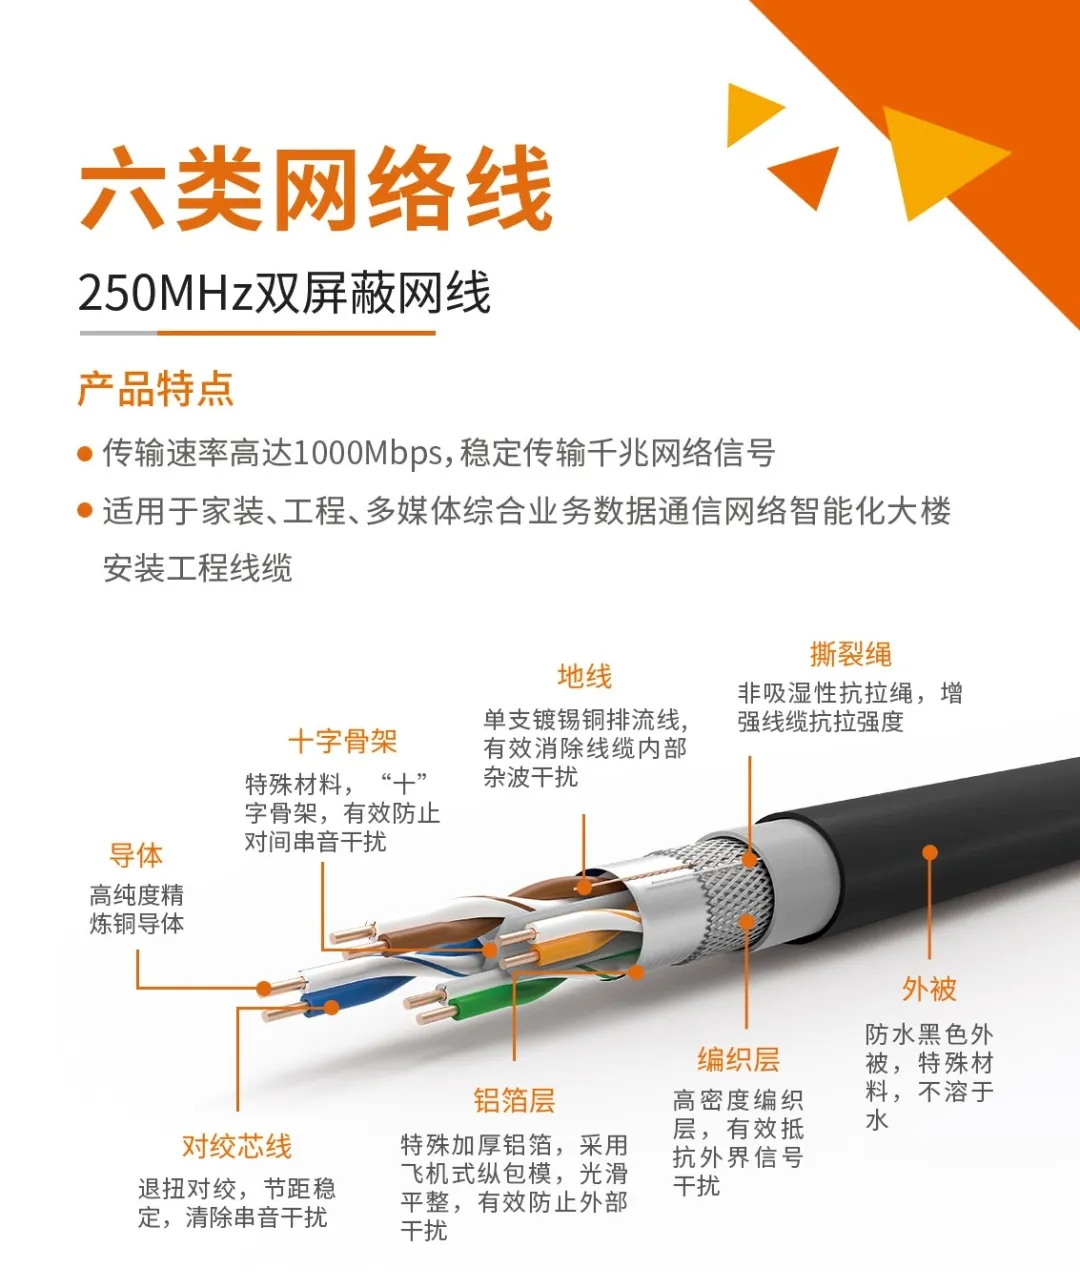 六类网络线
250MHz双屏蔽网线
产品特点
传输速率高达1000Mbps，稳定传输千兆网络信号
适用于家装、工程、多媒体综合业务数据通信网络智能化大楼
安装工程线缆
撕裂绳
非吸湿性抗拉绳，增
强线缆抗拉强度
地线
单支镀锡铜排流线，
有效消除线缆内部
杂波干扰
十字骨架
特殊材料，“十”
字骨架，有效防止
对间串音干扰
导体
高纯度精
炼铜导体
外被
防水黑色外
被，特殊材
料，不溶于
水
编织层
高密度编织
层，有效抵
抗外界信号
干扰
铝箔层
特殊加厚铝箔，采用
飞机式纵包模，光滑
平整，有效防止外部
干扰
对绞芯线
退扭对绞，节距稳
定，清除串音干扰